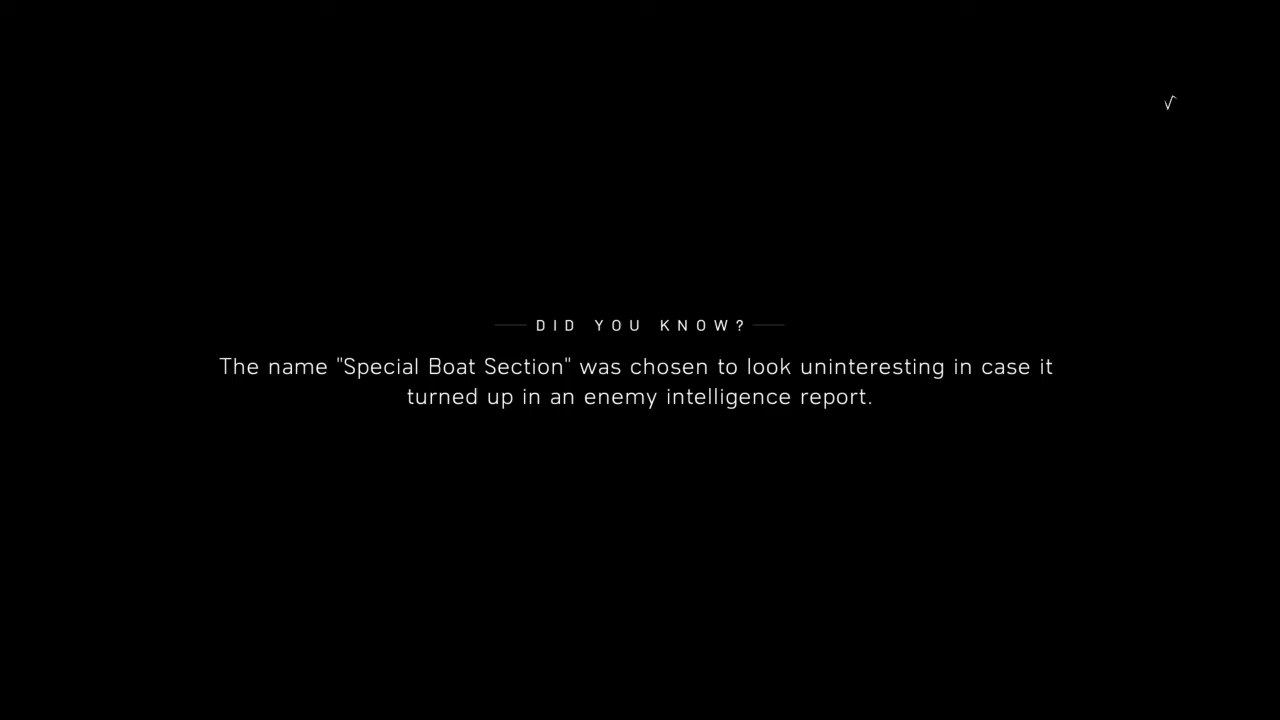 DID YOU KNOW?
The name "Special Boat Section" was chosen to look uninteresting in case it
turned up in an enemy intelligence report.